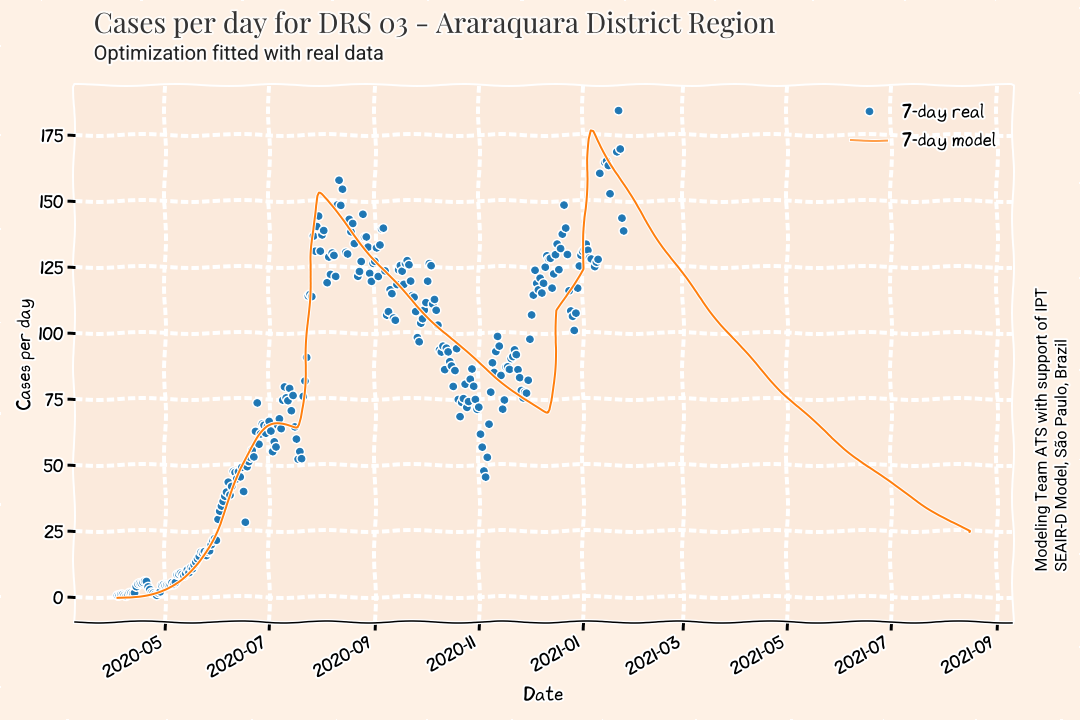 Cases per day for DRS 03 - Araraquara District Region
Optimization fitted with real data
7-day real
7-day model
175
150
125
100
75
50
25
0
Cases per day
2020-05
2020-07
2020-09
2020-11
2021-01
2021-03
2021-05
2021-07
2021-09
Date
Modeling Team ATS with support of IPT
SEAIR-D Model, São Paulo, Brazil